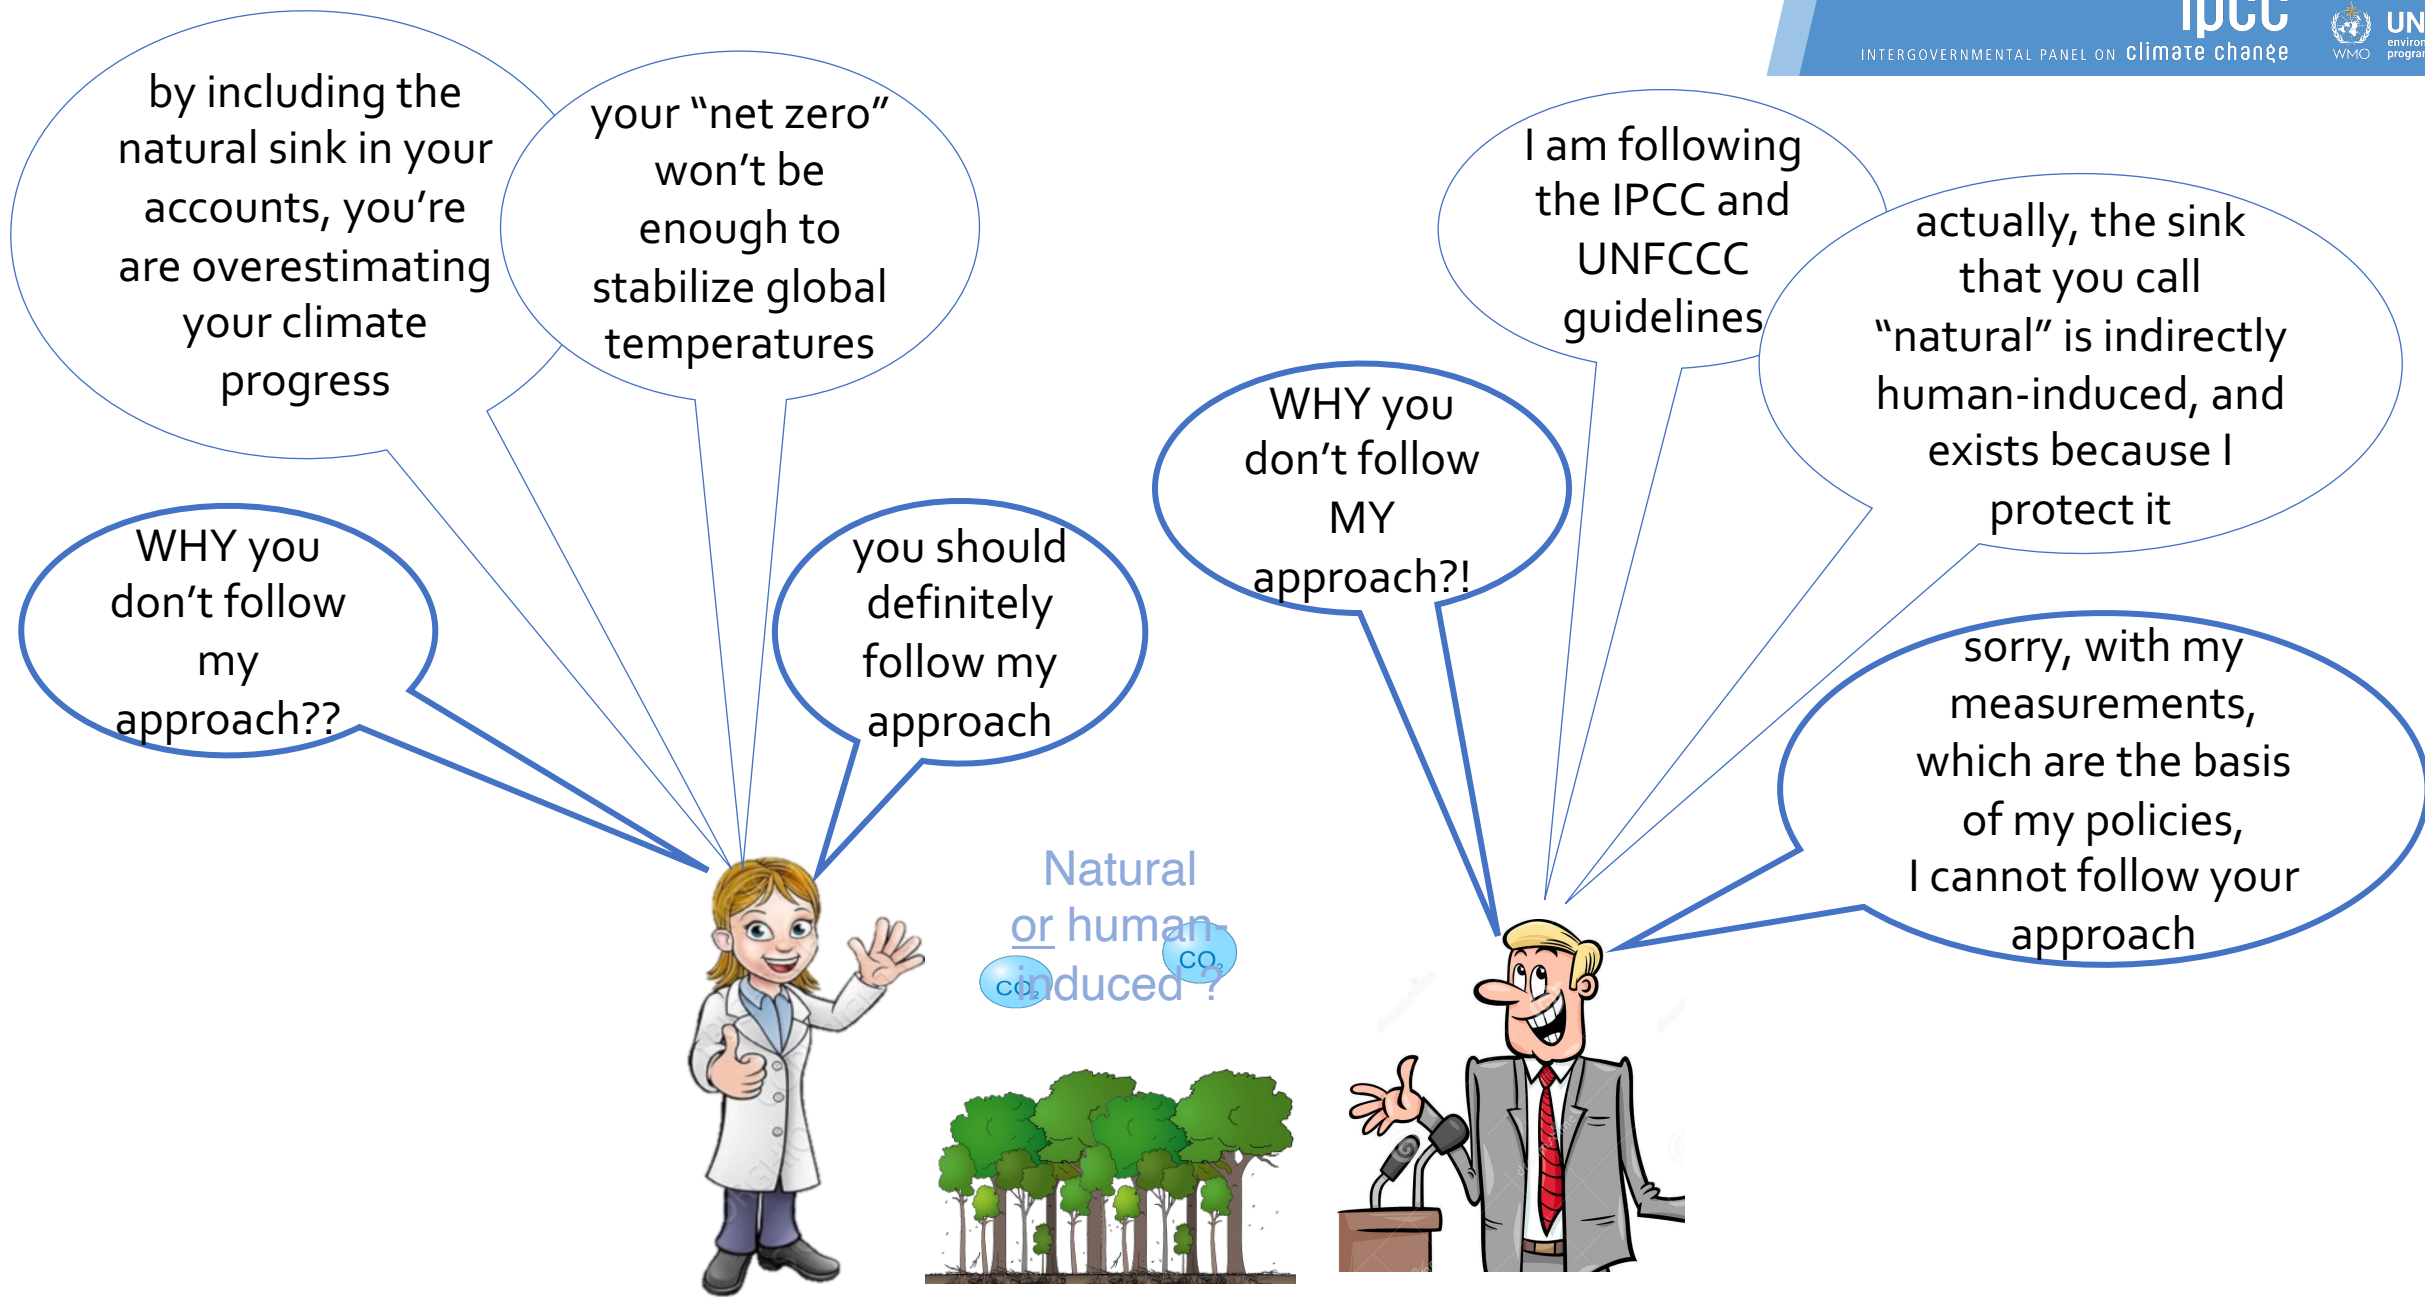 ipcc
INTERGOVERNMENTAL PANEL ON climate change
WMO
UN
environ
program
by including the
natural sink in your
accounts, you're
are overestimating
your climate
progress
your “net zero”
won't be
enough to
stabilize global
temperatures
WHY you
don't follow
my
approach??
you should
definitely
follow my
approach
I am following
the IPCC and
UNFCCC
guidelines
actually, the sink
that you call
“natural” is indirectly
human-induced, and
exists because I
protect it
WHY you
don't follow
MY
approach?!
sorry, with my
measurements,
which are the basis
of my policies,
I cannot follow your
approach
Natural
or human-
induced ?
CO₂
CO₂